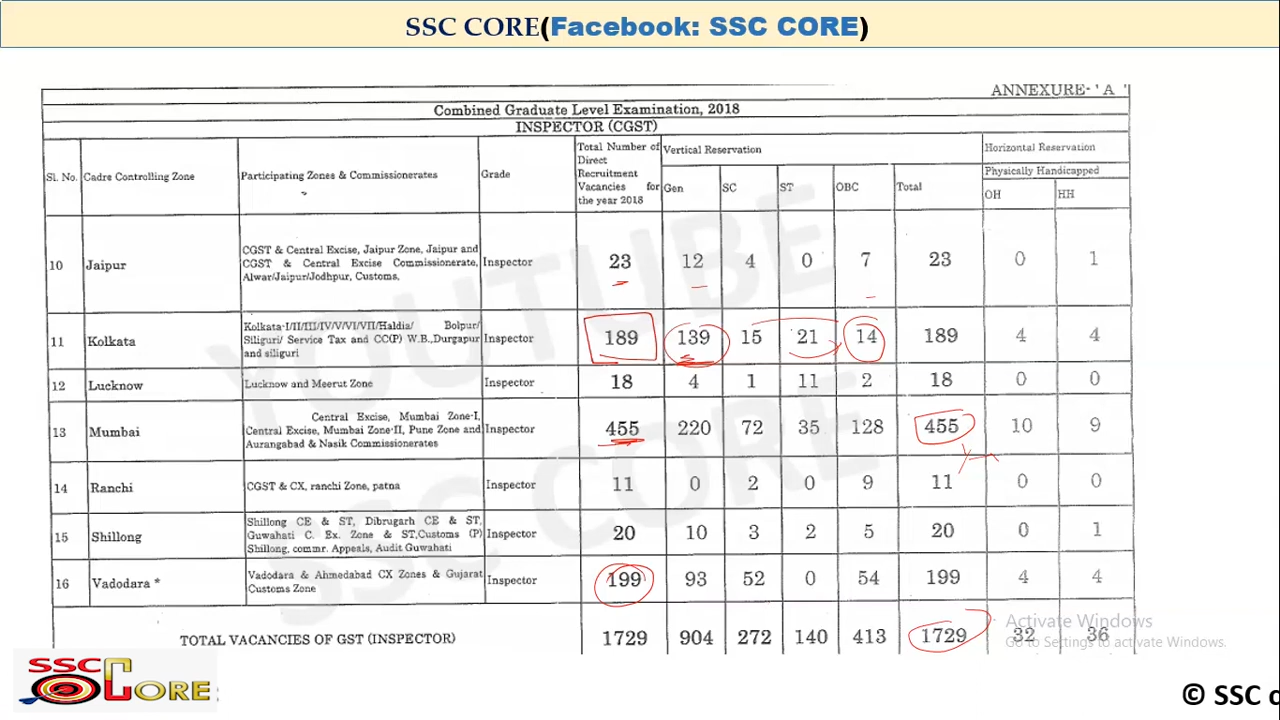 SSC CORE(Facebook: SSC CORE)
ANNEXURE- ' A '
Combined Graduate Level Examination, 2018
INSPECTOR (CGST)
Sl. No. Cadre Controlling Zone Participating Zones & Commissionerates Grade Total Number of Direct Recruitment Vacancies for the year 2018 Vertical Reservation Horizontal Reservation
Gen SC ST OBC Total Physically Handicapped
OH HH
10 Jaipur CGST & Central Excise, Jaipur Zone, Jaipur and CGST & Central Excise Commissionerate, Alwar/Jaipur/Jodhpur, Customs, Inspector 23 12 4 0 7 23 0 1
11 Kolkata Kolkata-I/II/III/IV/V/VI/VII/Haldia/ Bolpur/ Siliguri/ Service Tax and CC(P) W.B.,Durgapur and siliguri Inspector 189 139 15 21 14 189 4 4
12 Lucknow Lucknow and Meerut Zone Inspector 18 4 1 11 2 18 0 0
13 Mumbai Central Excise, Mumbai Zone-I, Central Excise, Mumbai Zone-II, Pune Zone and Aurangabad & Nasik Commissionerates Inspector 455 220 72 35 128 455 10 9
14 Ranchi CGST & CX, ranchi Zone, patna Inspector 11 0 2 0 9 11 0 0
15 Shillong Shillong CE & ST, Dibrugarh CE & ST, Guwahati C. Ex. Zone & ST,Customs (P) Shillong, commr. Appeals, Audit Guwahati Inspector 20 10 3 2 5 20 0 1
16 Vadodara * Vadodara & Ahmedabad CX Zones & Gujarat Customs Zone Inspector 199 93 52 0 54 199 4 4
TOTAL VACANCIES OF GST (INSPECTOR) 1729 904 272 140 413 1729 32 36
YOUTUBE
SSC CORE
Activate Windows
Go to Settings to activate Windows.
SSC
CORE
© SSC